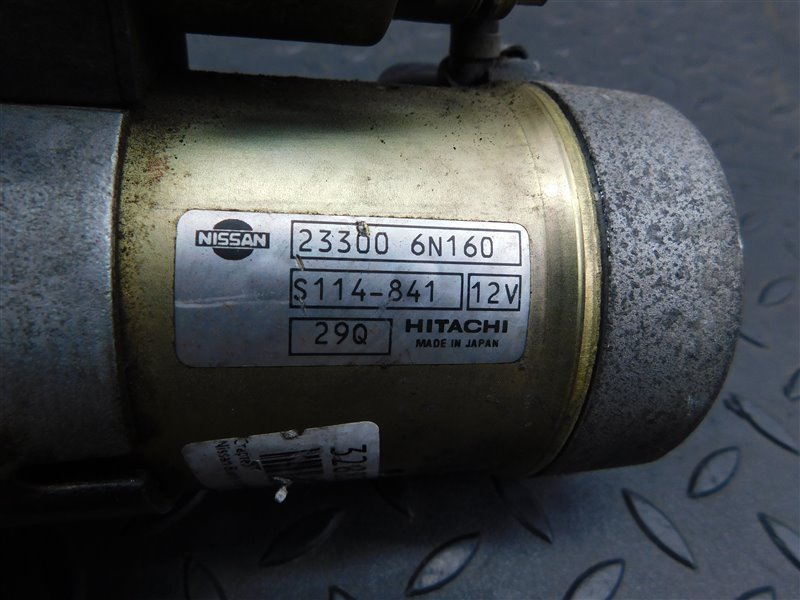 NISSAN 23300 6N160
S114-841 12V
29Q HITACHI
MADE IN JAPAN